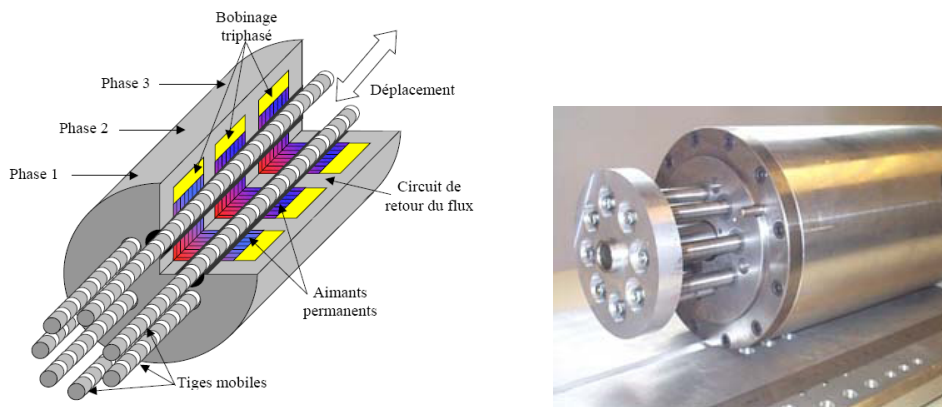 Bobinage
triphasé
Phase 3
Déplacement
Phase 2
Phase 1
Circuit de
retour du flux
Aimants
permanents
Tiges mobiles